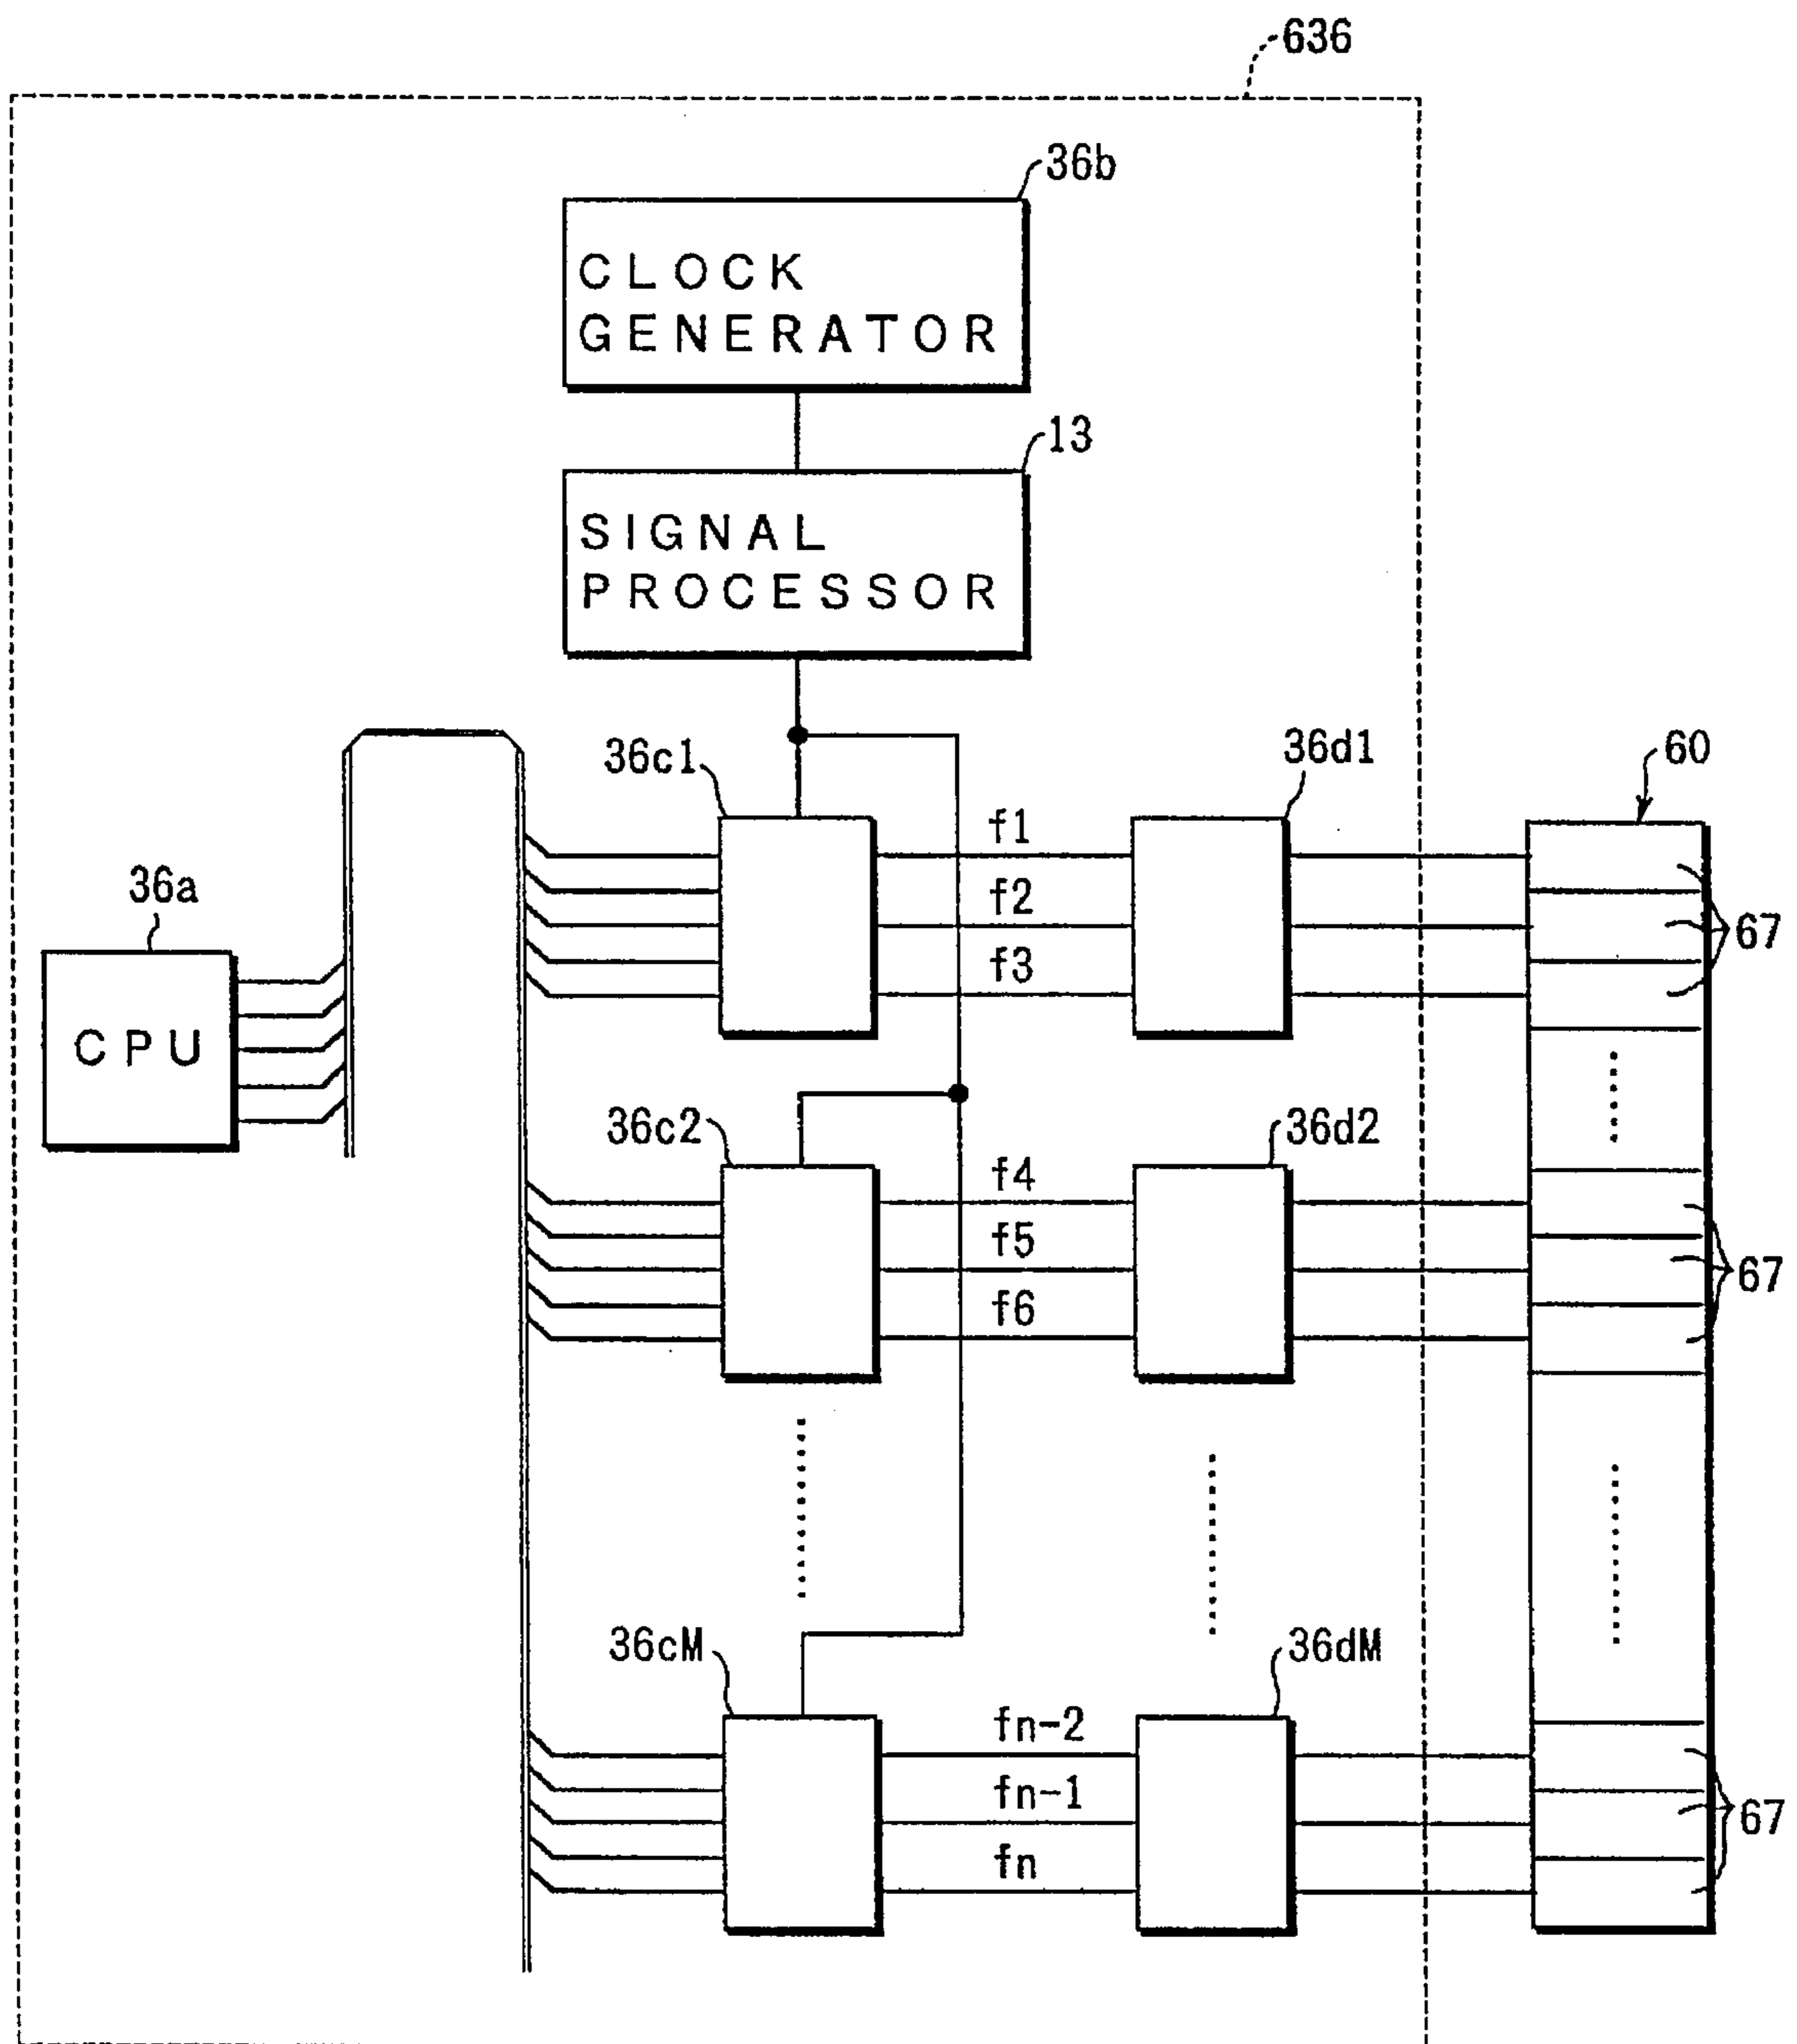 636
36b
CLOCK
GENERATOR
13
SIGNAL
PROCESSOR
36c1
36d1
60
f1
36a
f2
67
f3
CPU
36c2
36d2
f4
f5
67
f6
36cM
36dM
fn-2
fn-1
67
fn